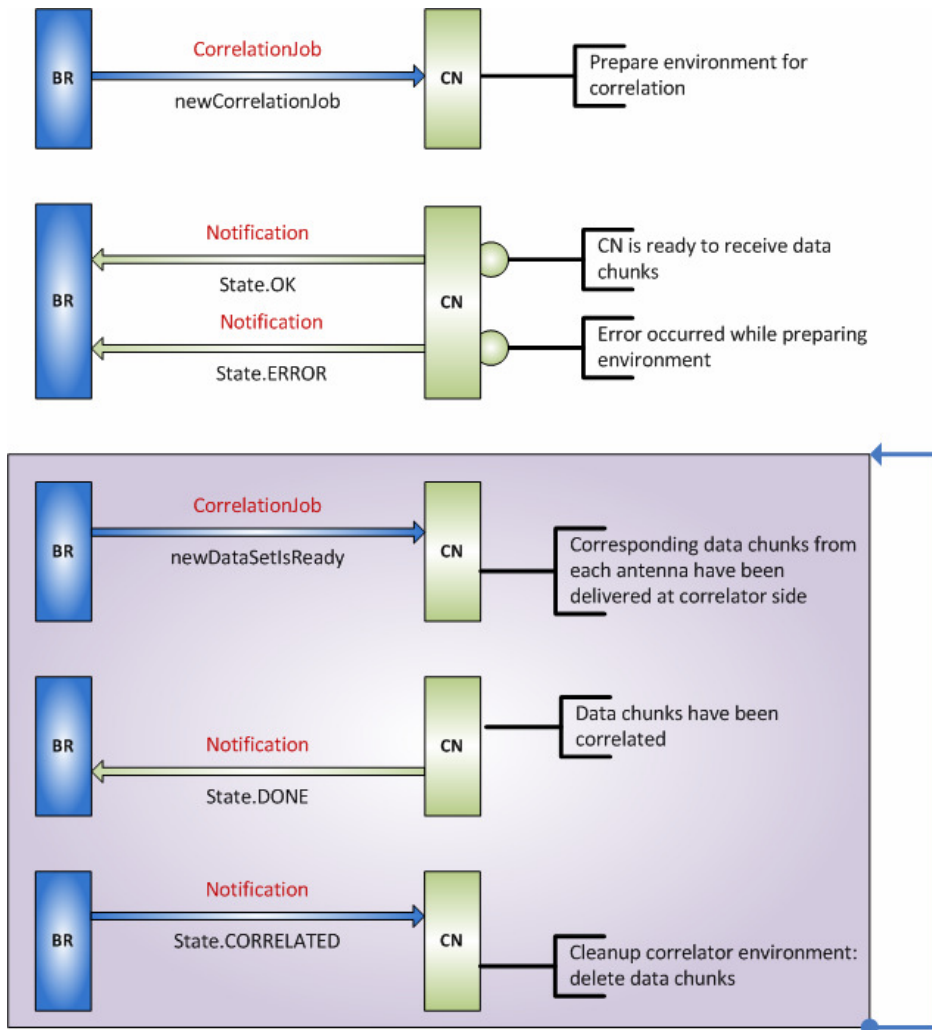 CorrelationJob
BR
CN
newCorrelationJob
Prepare environment for
correlation
Notification
State.OK
CN is ready to receive data
chunks
BR
CN
Notification
State.ERROR
Error occurred while preparing
environment
CorrelationJob
BR
CN
newDataSetIsReady
Corresponding data chunks from
each antenna have been
delivered at correlator side
Data chunks have been
correlated
BR
CN
Notification
State.DONE
Notification
BR
CN
State.CORRELATED
Cleanup correlator environment:
delete data chunks